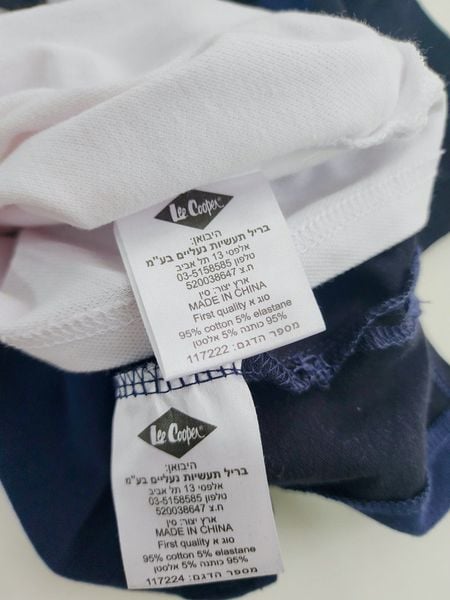 Lee Cooper
היבואן:
בריל תעשיות נעליים בע"מ
אלפסי 13 תל אביב
טלפון 03-5158585
ח.צ 520038647
ארץ יצור: סין
MADE IN CHINA
סוג א First quality
95% cotton 5% elastane
95% כותנה 5% אלסטן
מספר הדגם: 117222
Lee Cooper
היבואן:
בריל תעשיות נעליים בע"מ
אלפסי 13 תל אביב
טלפון 03-5158585
ח.צ 520038647
ארץ יצור: סין
MADE IN CHINA
סוג א First quality
95% cotton 5% elastane
95% כותנה 5% אלסטן
מספר הדגם: 117224